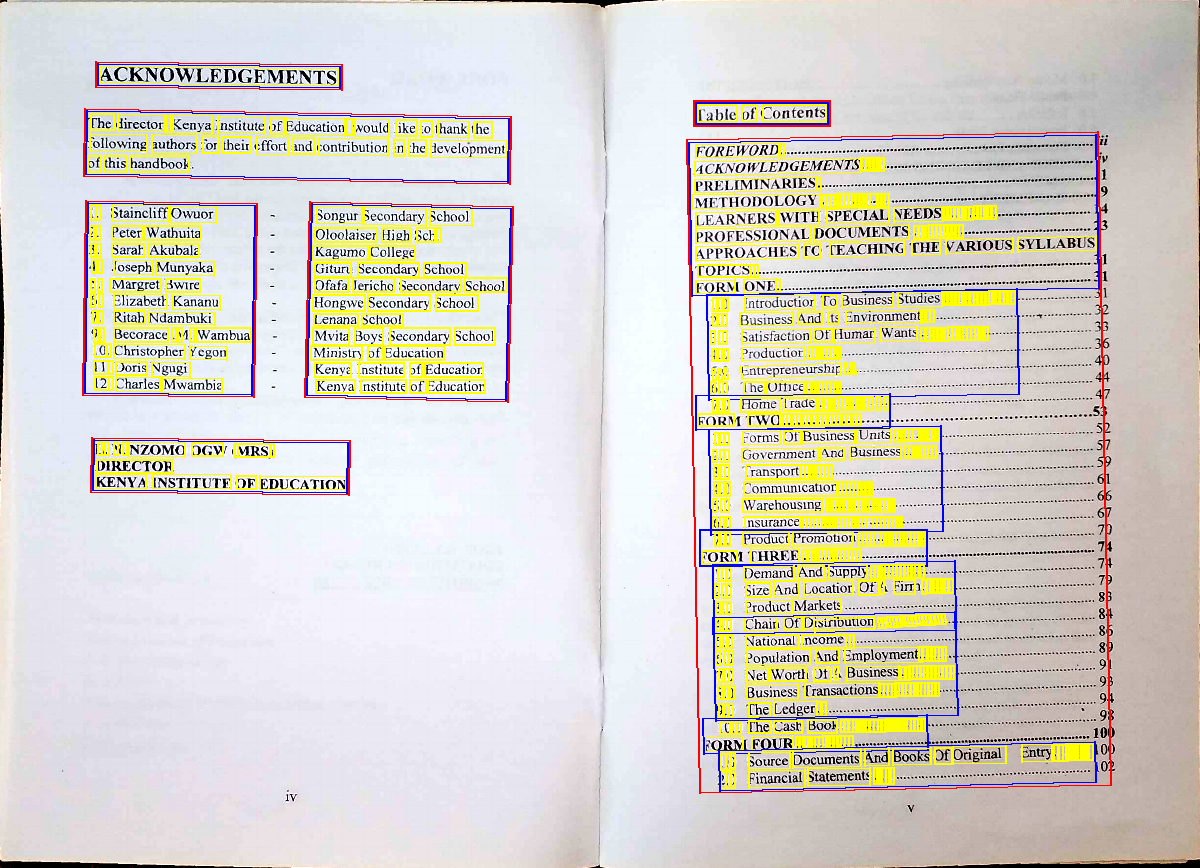 ACKNOWLEDGEMENTS
The director Kenya Institute of Education would like to thank the
following authors for their effort and contribution in the development
of this handbook.
1. Staincliff Owuor - Songur Secondary School
2. Peter Wathuita - Oloolaiser High Sch
3. Sarah Akubala - Kagumo College
4. Joseph Munyaka - Gituru Secondary School
5. Margret Bwire - Ofafa Jericho Secondary School
6. Elizabeth Kananu - Hongwe Secondary School
7. Ritah Ndambuki - Lenana School
9. Becorace M. Wambua - Mvita Boys Secondary School
10. Christopher Yegon - Ministry of Education
11. Doris Ngugi - Kenya Institute of Education
12. Charles Mwambia - Kenya Institute of Education
NZOMO OGW (MRS)
DIRECTOR
KENYA INSTITUTE OF EDUCATION
iv
Table of Contents
FOREWORD ii
ACKNOWLEDGEMENTS iv
PRELIMINARIES 1
METHODOLOGY 9
LEARNERS WITH SPECIAL NEEDS 14
PROFESSIONAL DOCUMENTS 23
APPROACHES TO TEACHING THE VARIOUS SYLLABUS
TOPICS 31
FORM ONE 31
1.0 Introduction To Business Studies 31
2.0 Business And Its Environment 32
3.0 Satisfaction Of Human Wants 33
4.0 Production 36
5.0 Entrepreneurship 40
6.0 The Office 44
7.0 Home Trade 47
FORM TWO 53
1.0 Forms Of Business Units 52
2.0 Government And Business 57
3.0 Transport 59
4.0 Communication 61
5.0 Warehousing 66
6.0 Insurance 67
7.0 Product Promotion 70
FORM THREE 74
1.0 Demand And Supply 74
2.0 Size And Location Of A Firm 79
3.0 Product Markets 83
4.0 Chain Of Distribution 84
5.0 National Income 86
6.0 Population And Employment 89
7.0 Net Worth Of A Business 91
8.0 Business Transactions 93
9.0 The Ledger 94
10.0 The Cash Book 98
FORM FOUR 100
1.0 Source Documents And Books Of Original Entry 100
2.0 Financial Statements 102
v